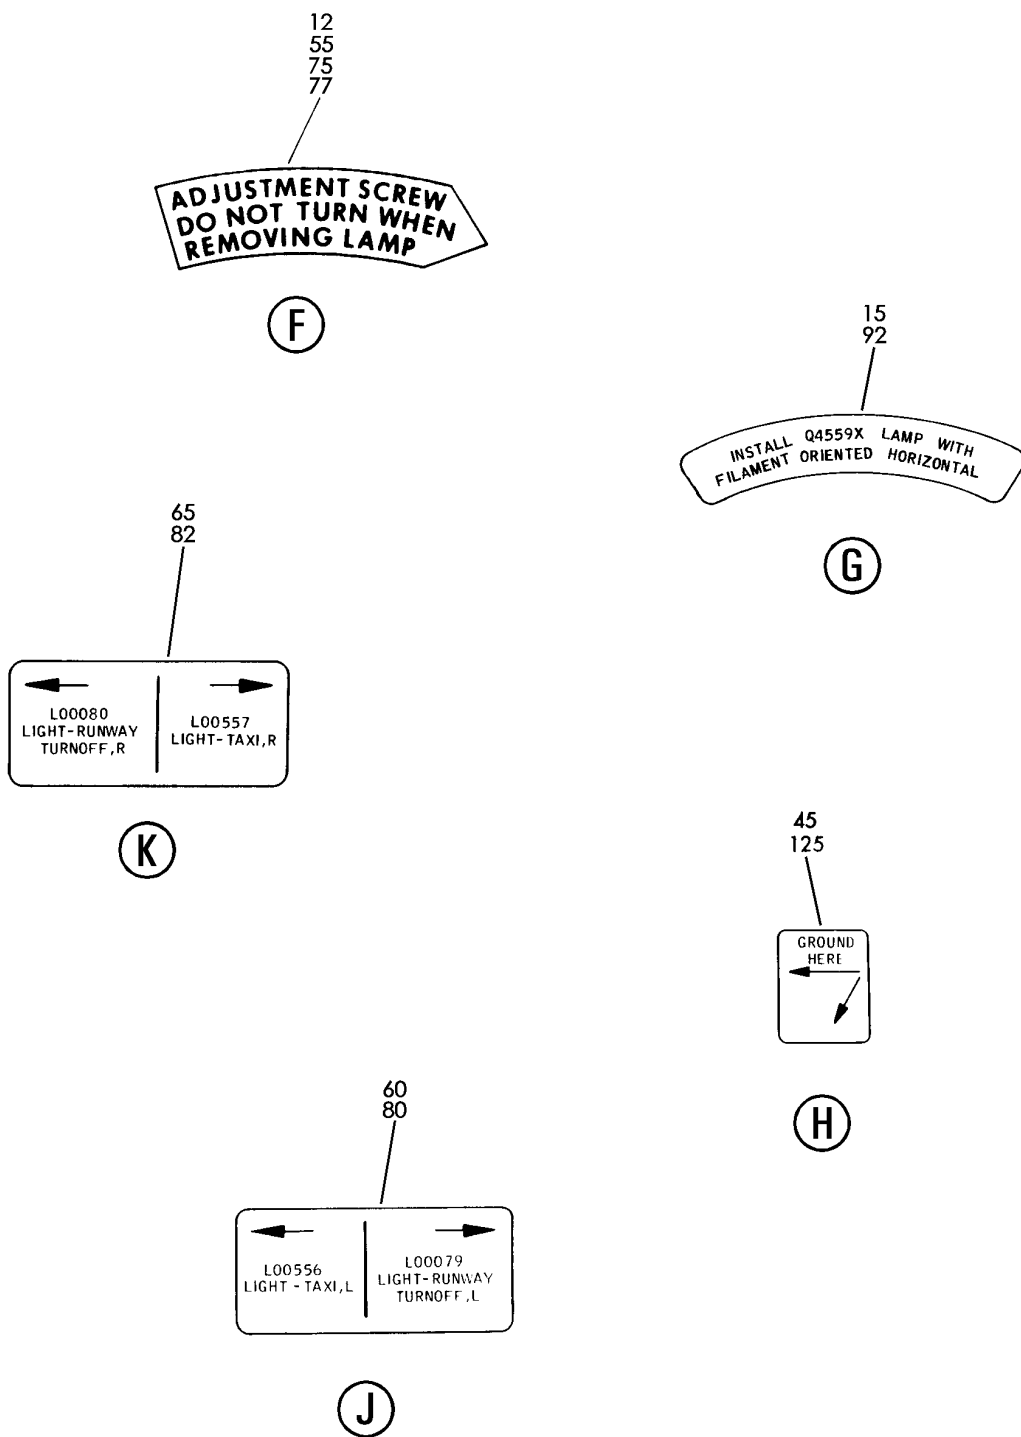 12
55
75
77
ADJUSTMENT SCREW
DO NOT TURN WHEN
REMOVING LAMP
F
15
92
INSTALL Q4559X LAMP WITH
FILAMENT ORIENTED HORIZONTAL
G
65
82
L00080
LIGHT-RUNWAY
TURNOFF,R
L00557
LIGHT-TAXI,R
K
45
125
GROUND
HERE
H
60
80
L00556
LIGHT-TAXI,L
L00079
LIGHT-RUNWAY
TURNOFF,L
J